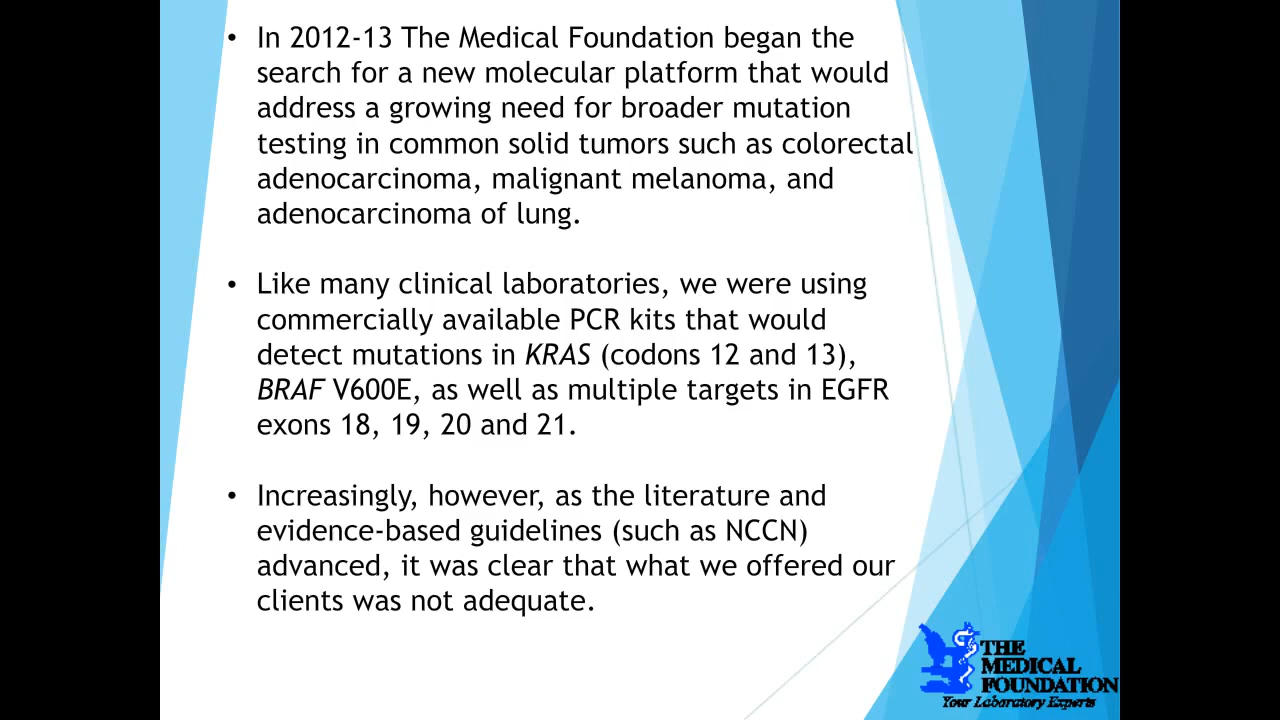 • In 2012-13 The Medical Foundation began the
search for a new molecular platform that would
address a growing need for broader mutation
testing in common solid tumors such as colorectal
adenocarcinoma, malignant melanoma, and
adenocarcinoma of lung.
• Like many clinical laboratories, we were using
commercially available PCR kits that would
detect mutations in KRAS (codons 12 and 13),
BRAF V600E, as well as multiple targets in EGFR
exons 18, 19, 20 and 21.
• Increasingly, however, as the literature and
evidence-based guidelines (such as NCCN)
advanced, it was clear that what we offered our
clients was not adequate.
THE
MEDICAL
FOUNDATION
Your Laboratory Experts